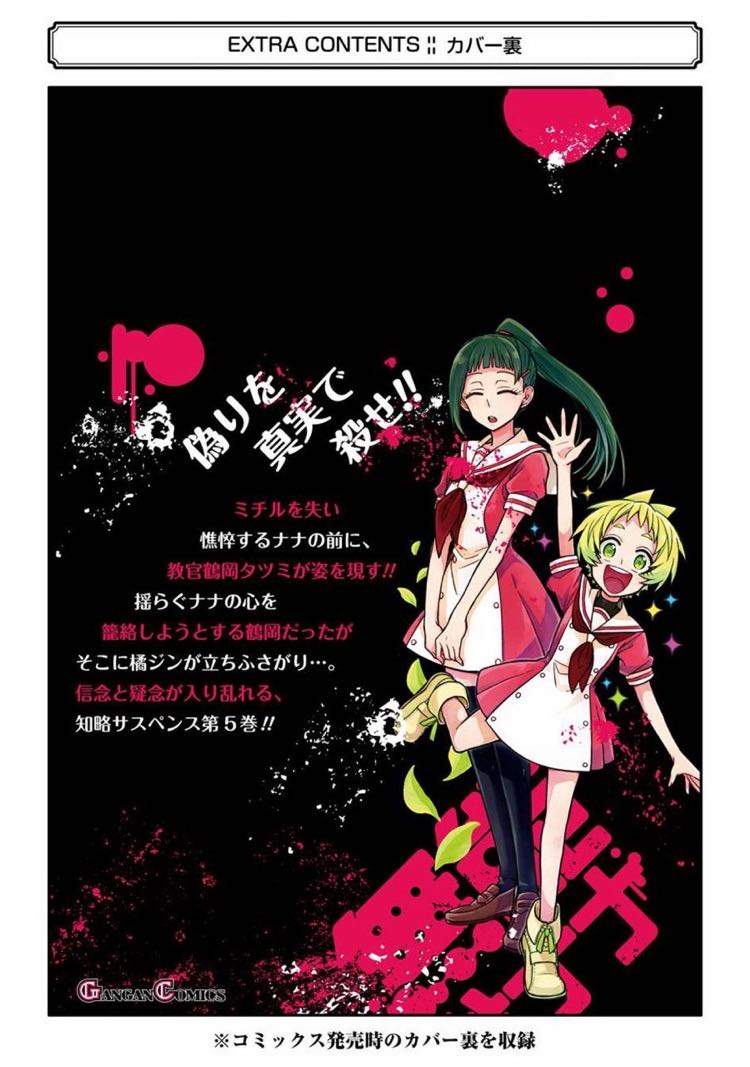 EXTRA CONTENTS :: カバー裏
偽りを
真実で
殺せ!!
ミチルを失い
憔悴するナナの前に、
教官鶴岡タツミが姿を現す!!
揺らぐナナの心を
籠絡しようとする鶴岡だったが
そこに橘ジンが立ちふさがり…。
信念と疑念が入り乱れる、
知略サスペンス第5巻!!
GANGAN COMICS
※コミックス発売時のカバー裏を収録